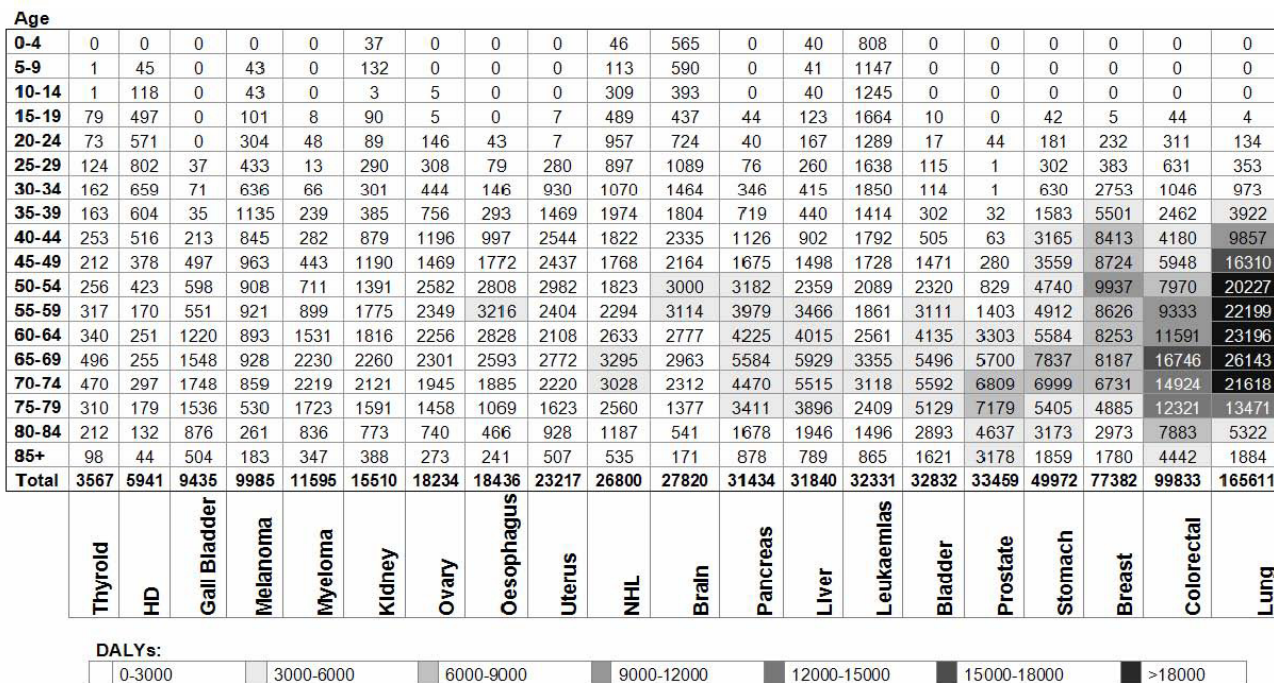 Age
0-4 0 0 0 0 0 37 0 0 0 46 565 0 40 808 0 0 0 0 0 0
5-9 1 45 0 43 0 132 0 0 0 113 590 0 41 1147 0 0 0 0 0 0
10-14 1 118 0 43 0 3 5 0 0 309 393 0 40 1245 0 0 0 0 0 0
15-19 79 497 0 101 8 90 5 0 7 489 437 44 123 1664 10 0 42 5 44 4
20-24 73 571 0 304 48 89 146 43 7 957 724 40 167 1289 17 44 181 232 311 134
25-29 124 802 37 433 13 290 308 79 280 897 1089 76 260 1638 115 1 302 383 631 353
30-34 162 659 71 636 66 301 444 146 930 1070 1464 346 415 1850 114 1 630 2753 1046 973
35-39 163 604 35 1135 239 385 756 293 1469 1974 1804 719 440 1414 302 32 1583 5501 2462 3922
40-44 253 516 213 845 282 879 1196 997 2544 1822 2335 1126 902 1792 505 63 3165 8413 4180 9857
45-49 212 378 497 963 443 1190 1469 1772 2437 1768 2164 1675 1498 1728 1471 280 3559 8724 5948 16310
50-54 256 423 598 908 711 1391 2582 2808 2982 1823 3000 3182 2359 2089 2320 829 4740 9937 7970 20227
55-59 317 170 551 921 899 1775 2349 3216 2404 2294 3114 3979 3466 1861 3111 1403 4912 8626 9333 22199
60-64 340 251 1220 893 1531 1816 2256 2828 2108 2633 2777 4225 4015 2561 4135 3303 5584 8253 11591 23196
65-69 496 255 1548 928 2230 2260 2301 2593 2772 3295 2963 5584 5929 3355 5496 5700 7837 8187 16746 26143
70-74 470 297 1748 859 2219 2121 1945 1885 2220 3028 2312 4470 5515 3118 5592 6809 6999 6731 14924 21618
75-79 310 179 1536 530 1723 1591 1458 1069 1623 2560 1377 3411 3896 2409 5129 7179 5405 4885 12321 13471
80-84 212 132 876 261 836 773 740 466 928 1187 541 1678 1946 1496 2893 4637 3173 2973 7883 5322
85+ 98 44 504 183 347 388 273 241 507 535 171 878 789 865 1621 3178 1859 1780 4442 1884
Total 3567 5941 9435 9985 11595 15510 18234 18436 23217 26800 27820 31434 31840 32331 32832 33459 49972 77382 99833 165611
Thyroid HD Gall Bladder Melanoma Myeloma Kidney Ovary Oesophagus Uterus NHL Brain Pancreas Liver Leukaemias Bladder Prostate Stomach Breast Colorectal Lung
DALYs:
0-3000 3000-6000 6000-9000 9000-12000 12000-15000 15000-18000 >18000